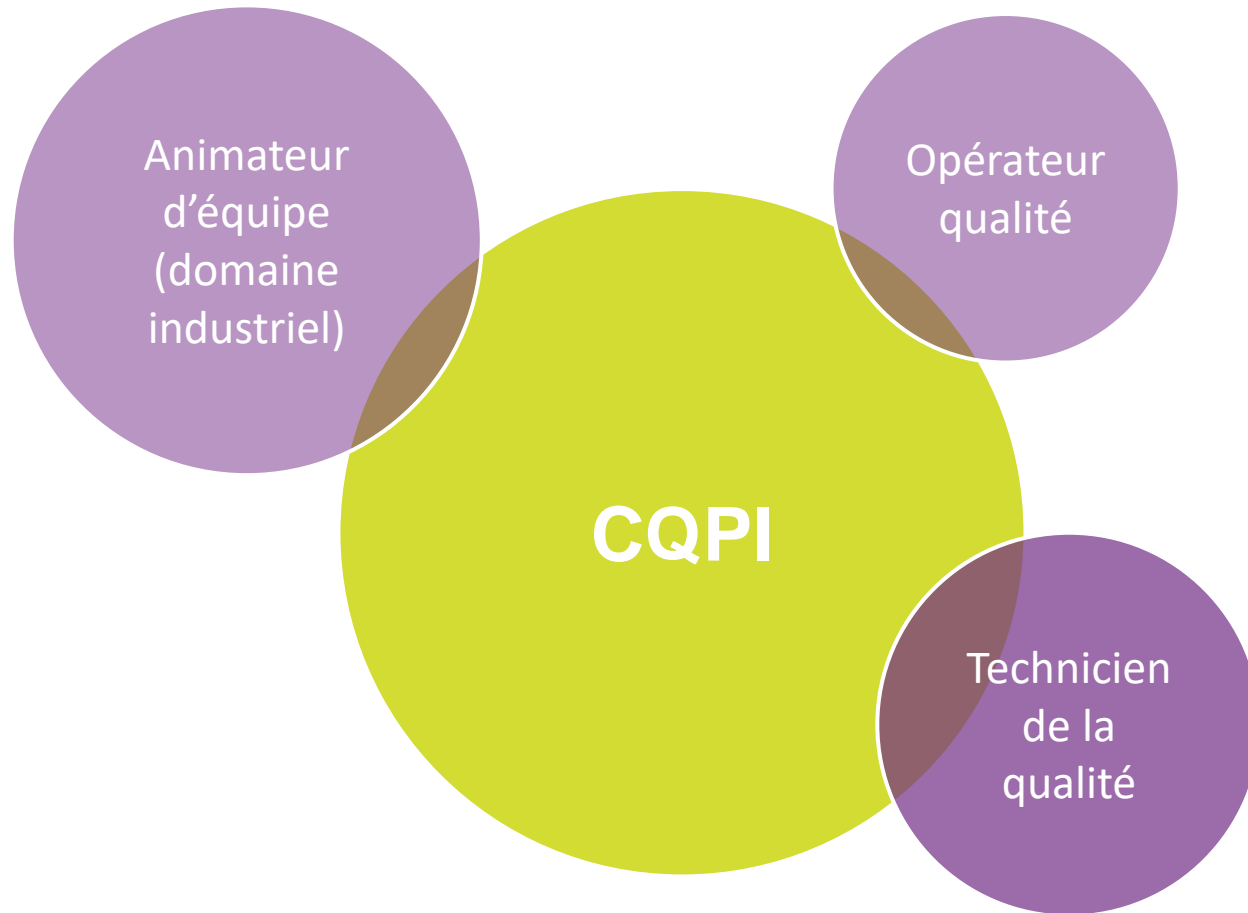 Animateur
d’équipe
(domaine
industriel)
Opérateur
qualité
CQPI
Technicien
de la
qualité